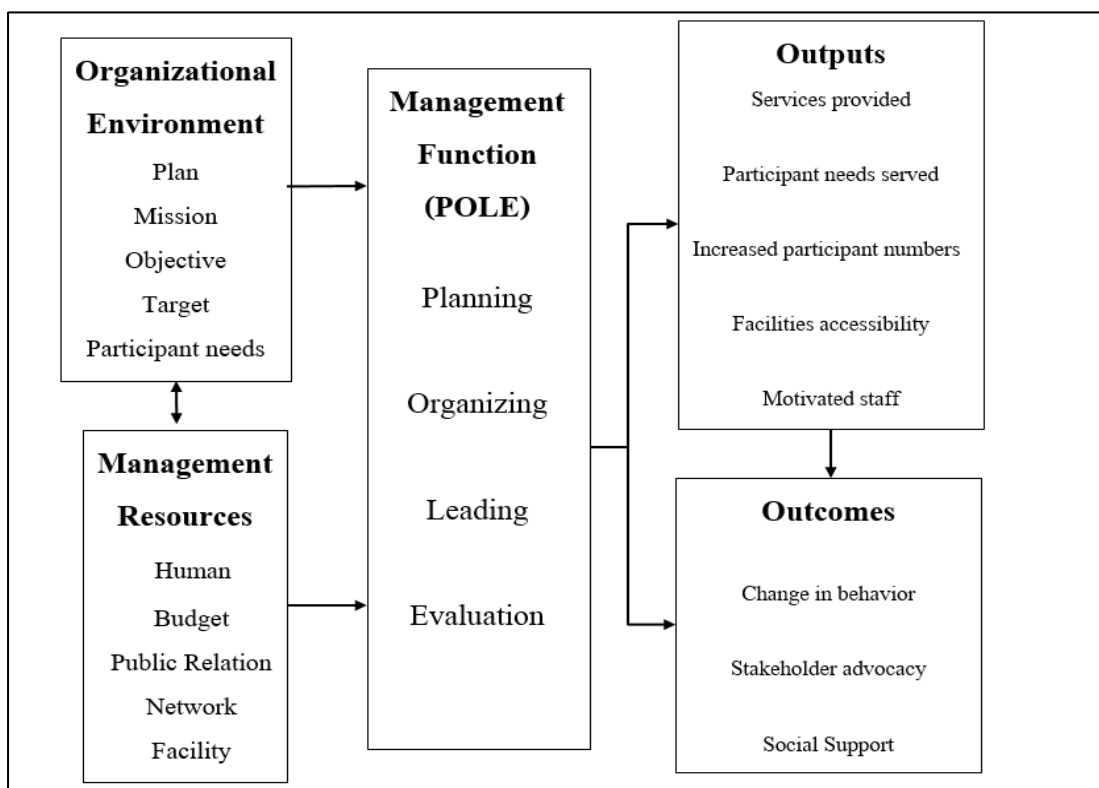 Organizational
Environment
Plan
Mission
Objective
Target
Participant needs
Management
Resources
Human
Budget
Public Relation
Network
Facility
Management
Function
(POLE)
Planning
Organizing
Leading
Evaluation
Outputs
Services provided
Participant needs served
Increased participant numbers
Facilities accessibility
Motivated staff
Outcomes
Change in behavior
Stakeholder advocacy
Social Support